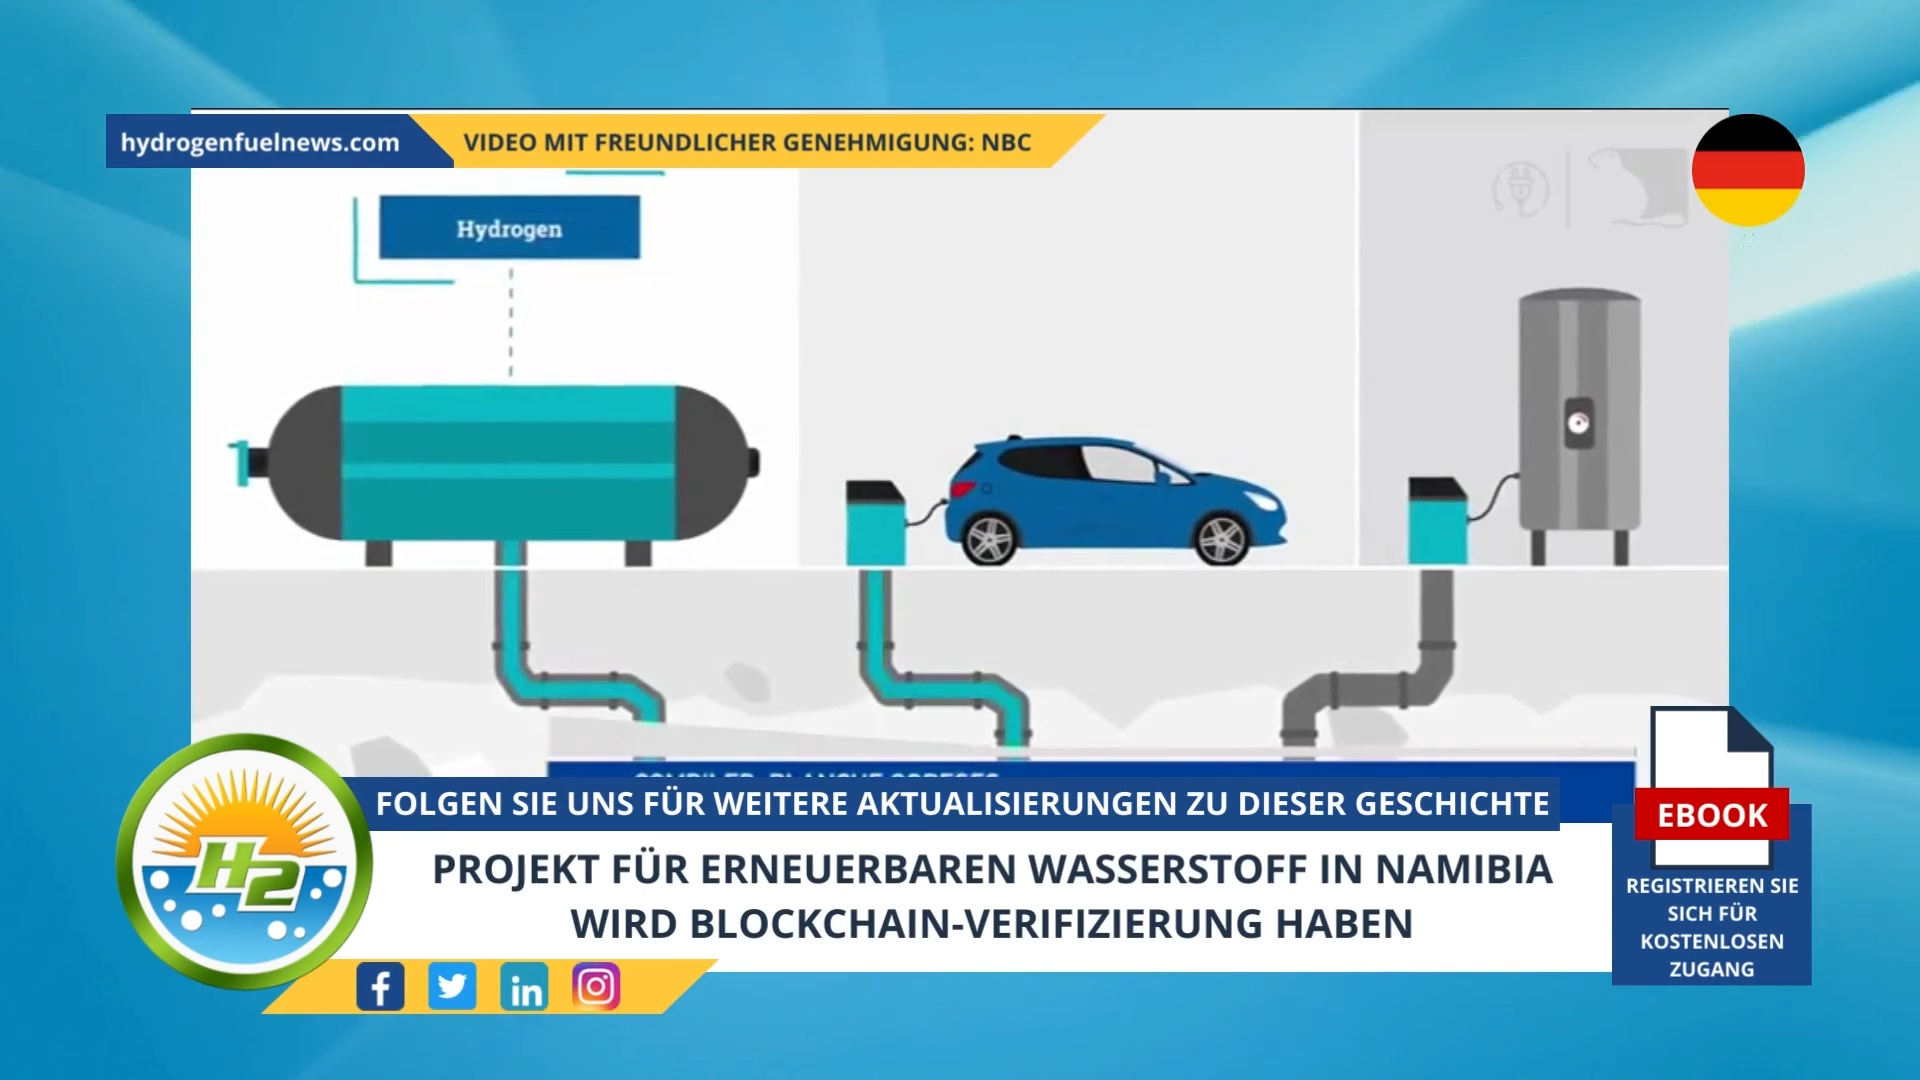 hydrogenfuelnews.com
VIDEO MIT FREUNDLICHER GENEHMIGUNG: NBC
Hydrogen
FOLGEN SIE UNS FÜR WEITERE AKTUALISIERUNGEN ZU DIESER GESCHICHTE
PROJEKT FÜR ERNEUERBAREN WASSERSTOFF IN NAMIBIA
WIRD BLOCKCHAIN-VERIFIZIERUNG HABEN
H2
EBOOK
REGISTRIEREN SIE
SICH FÜR
KOSTENLOSEN
ZUGANG